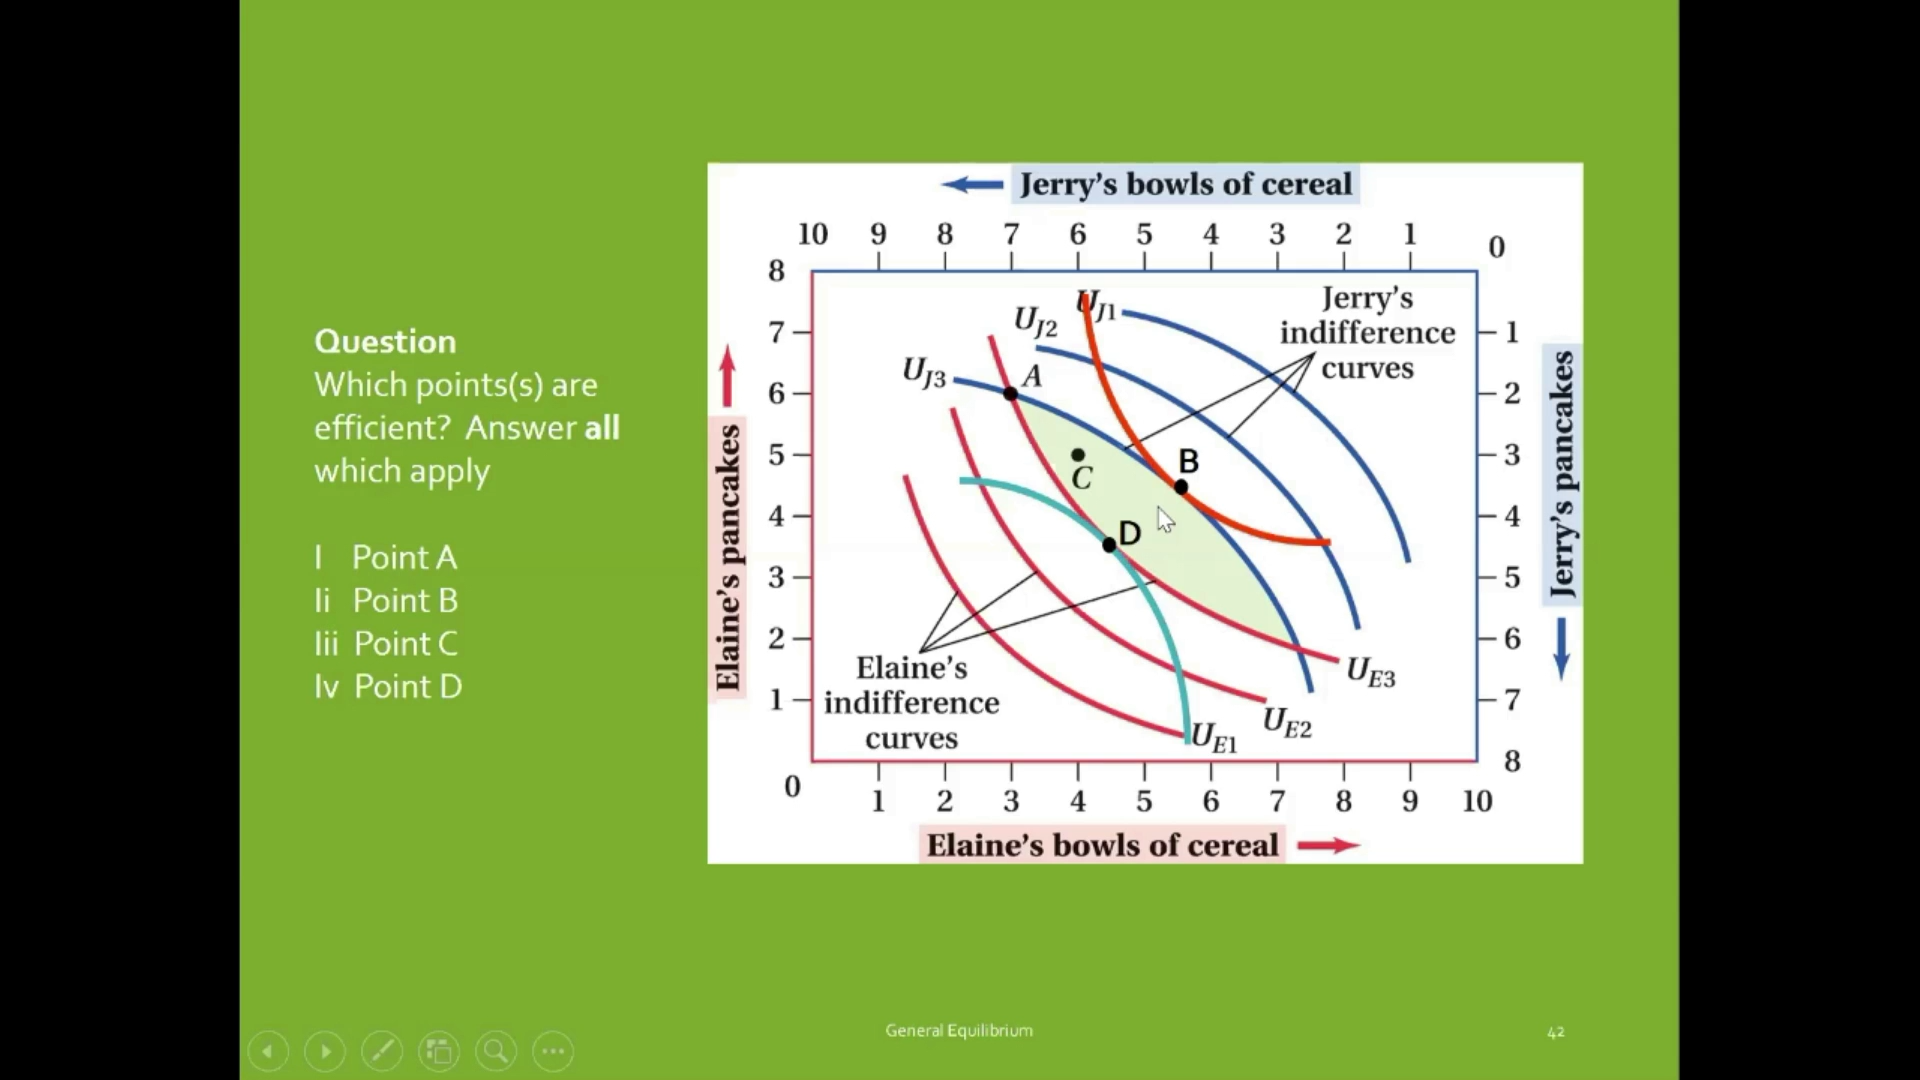 Question
Which points(s) are
efficient? Answer all
which apply
I Point A
Ii Point B
Iii Point C
Iv Point D
Jerry's bowls of cereal
10 9 8 7 6 5 4 3 2 1 0
8
7
6
5
4
3
2
1
0
Elaine's pancakes
UJ1
UJ2
UJ3
A
B
C
D
Jerry's
indifference
curves
Elaine's
indifference
curves
UE3
UE2
UE1
1
2
3
4
5
6
7
8
Jerry's pancakes
1 2 3 4 5 6 7 8 9 10
Elaine's bowls of cereal
General Equilibrium
42